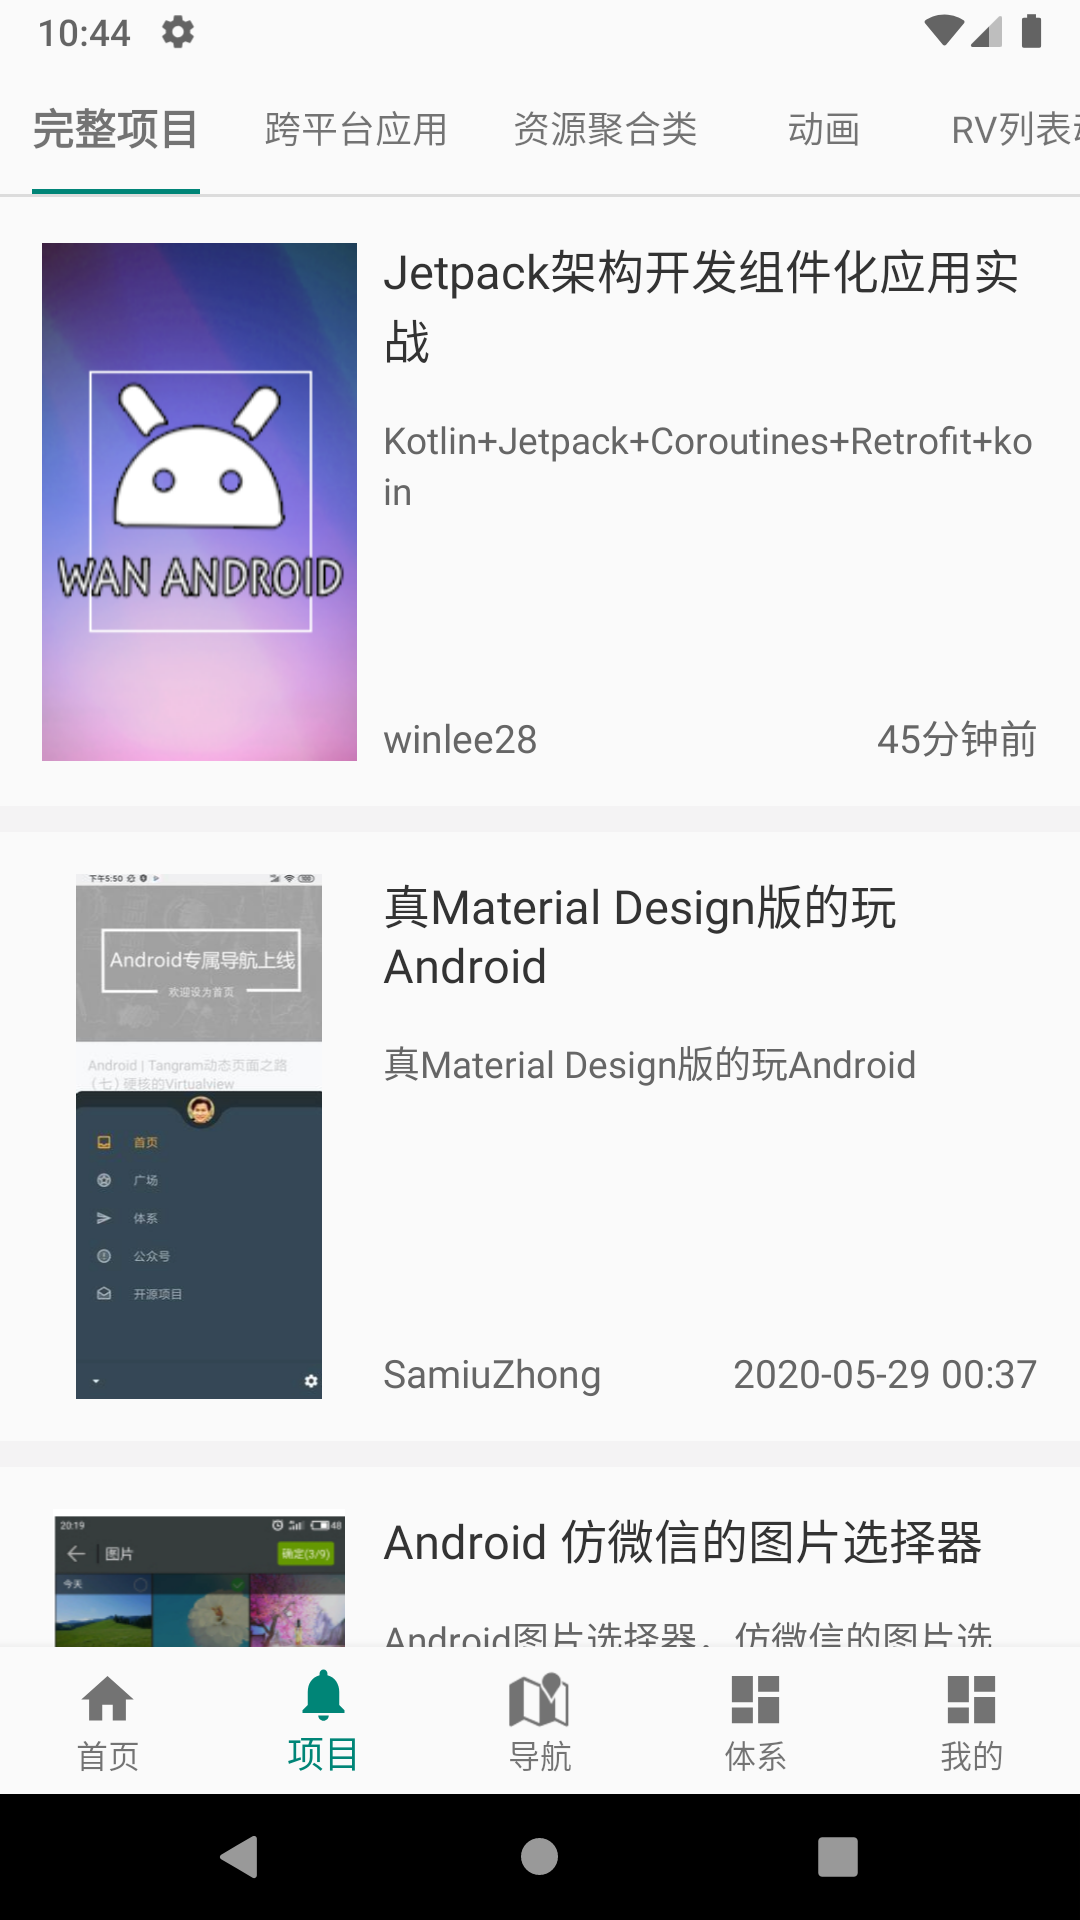 10:44
完整项目 跨平台应用 资源聚合类 动画 RV列表
Jetpack架构开发组件化应用实
战
Kotlin+Jetpack+Coroutines+Retrofit+ko
in
WAN ANDROID
winlee28 45分钟前
下午5:50
真Material Design版的玩
Android
Android专属导航上线
欢迎设为首页
真Material Design版的玩Android
Android | Tangram动态页面之路
（七) 硬核的Virtualview
首页
广场
体系
公众号
开源项目
SamiuZhong 2020-05-29 00:37
Android 仿微信的图片选择器
20:19 48
图片 确定(3/9)
今天
Android图片选择器，仿微信的图片选
首页 项目 导航 体系 我的